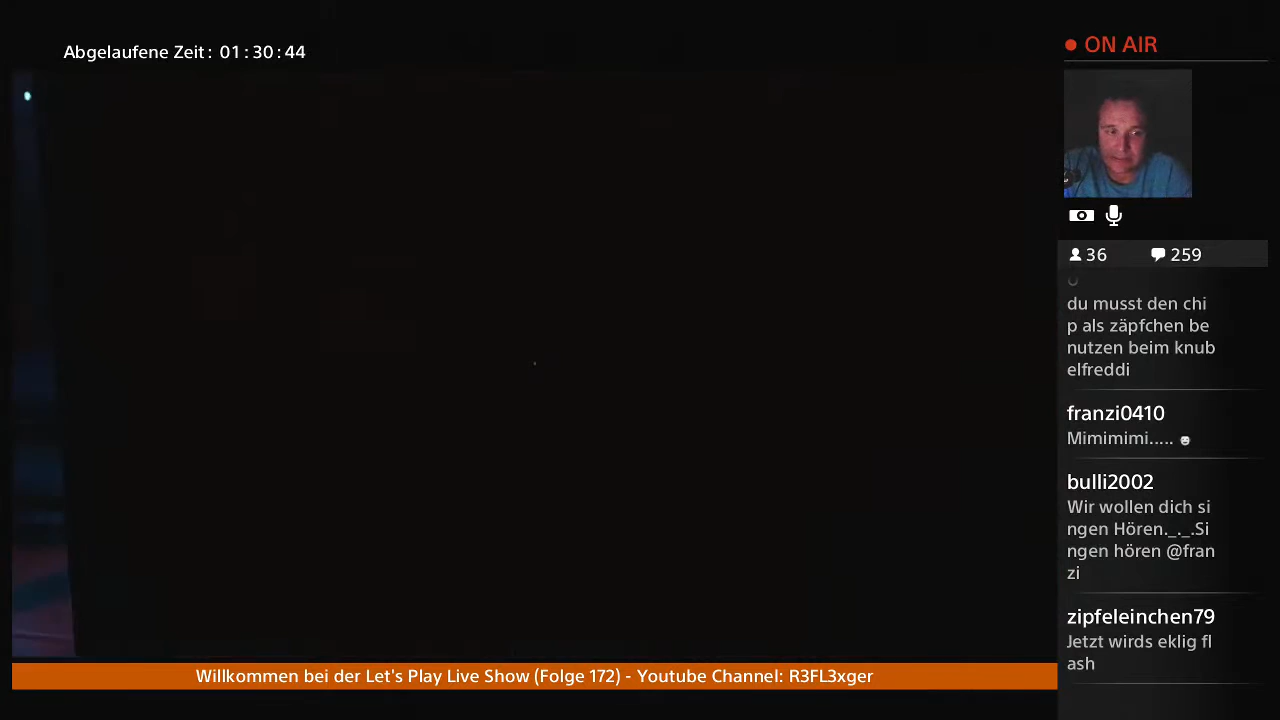 Abgelaufene Zeit: 01:30:44
ON AIR
36 259
du musst den chi
p als zäpfchen be
nutzen beim knub
elfreddi
franzi0410
Mimimimi.....
bulli2002
Wir wollen dich si
ngen Hören._._.Si
ngen hören @fran
zi
zipfeleinchen79
Jetzt wirds eklig fl
ash
Willkommen bei der Let's Play Live Show (Folge 172) - Youtube Channel: R3FL3xger